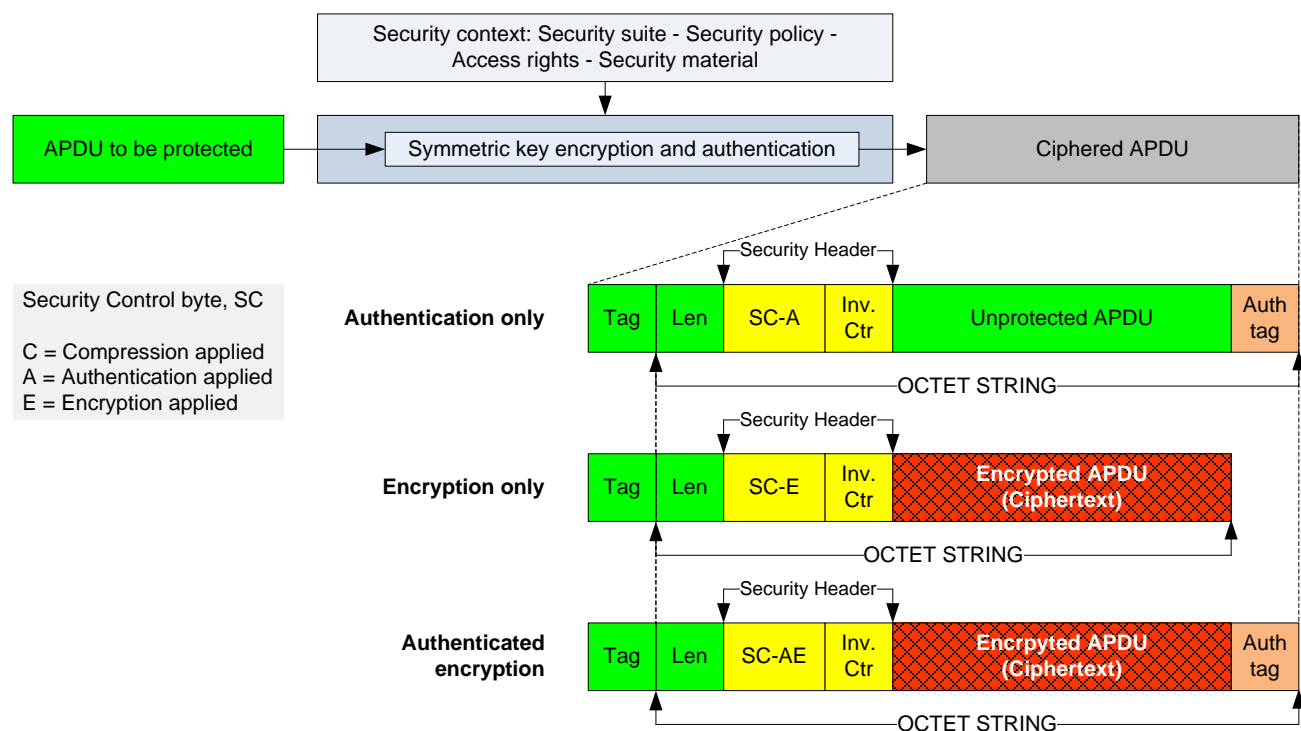 Security context: Security suite - Security policy -
Access rights - Security material
APDU to be protected
Symmetric key encryption and authentication
Ciphered APDU
Security Control byte, SC
C = Compression applied
A = Authentication applied
E = Encryption applied
Security Header
Authentication only
Tag
Len
SC-A
Inv.
Ctr
Unprotected APDU
Auth
tag
OCTET STRING
Security Header
Encryption only
Tag
Len
SC-E
Inv.
Ctr
Encrypted APDU
(Ciphertext)
OCTET STRING
Security Header
Authenticated
encryption
Tag
Len
SC-AE
Inv.
Ctr
Encrpyted APDU
(Ciphertext)
Auth
tag
OCTET STRING